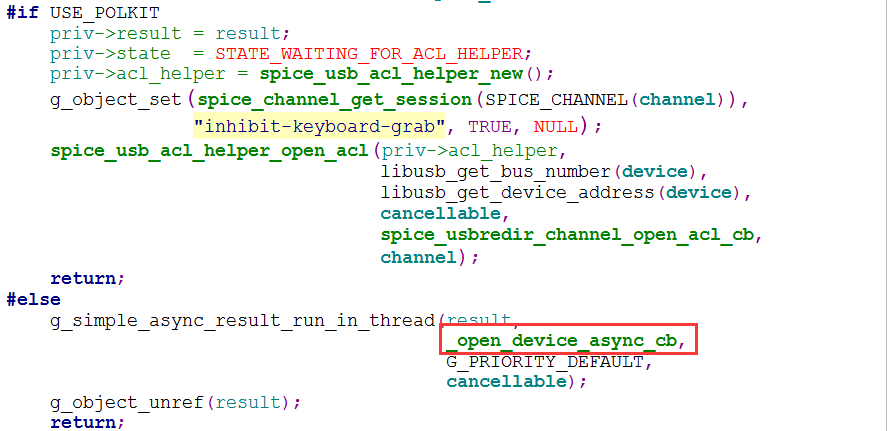 #if USE_POLKIT
    priv->result = result;
    priv->state  = STATE_WAITING_FOR_ACL_HELPER;
    priv->acl_helper = spice_usb_acl_helper_new();
    g_object_set(spice_channel_get_session(SPICE_CHANNEL(channel)),
                 "inhibit-keyboard-grab", TRUE, NULL);
    spice_usb_acl_helper_open_acl(priv->acl_helper,
                                  libusb_get_bus_number(device),
                                  libusb_get_device_address(device),
                                  cancellable,
                                  spice_usbredir_channel_open_acl_cb,
                                  channel);
    return;
#else
    g_simple_async_result_run_in_thread(result,
                                        _open_device_async_cb,
                                        G_PRIORITY_DEFAULT,
                                        cancellable);
    g_object_unref(result);
    return;